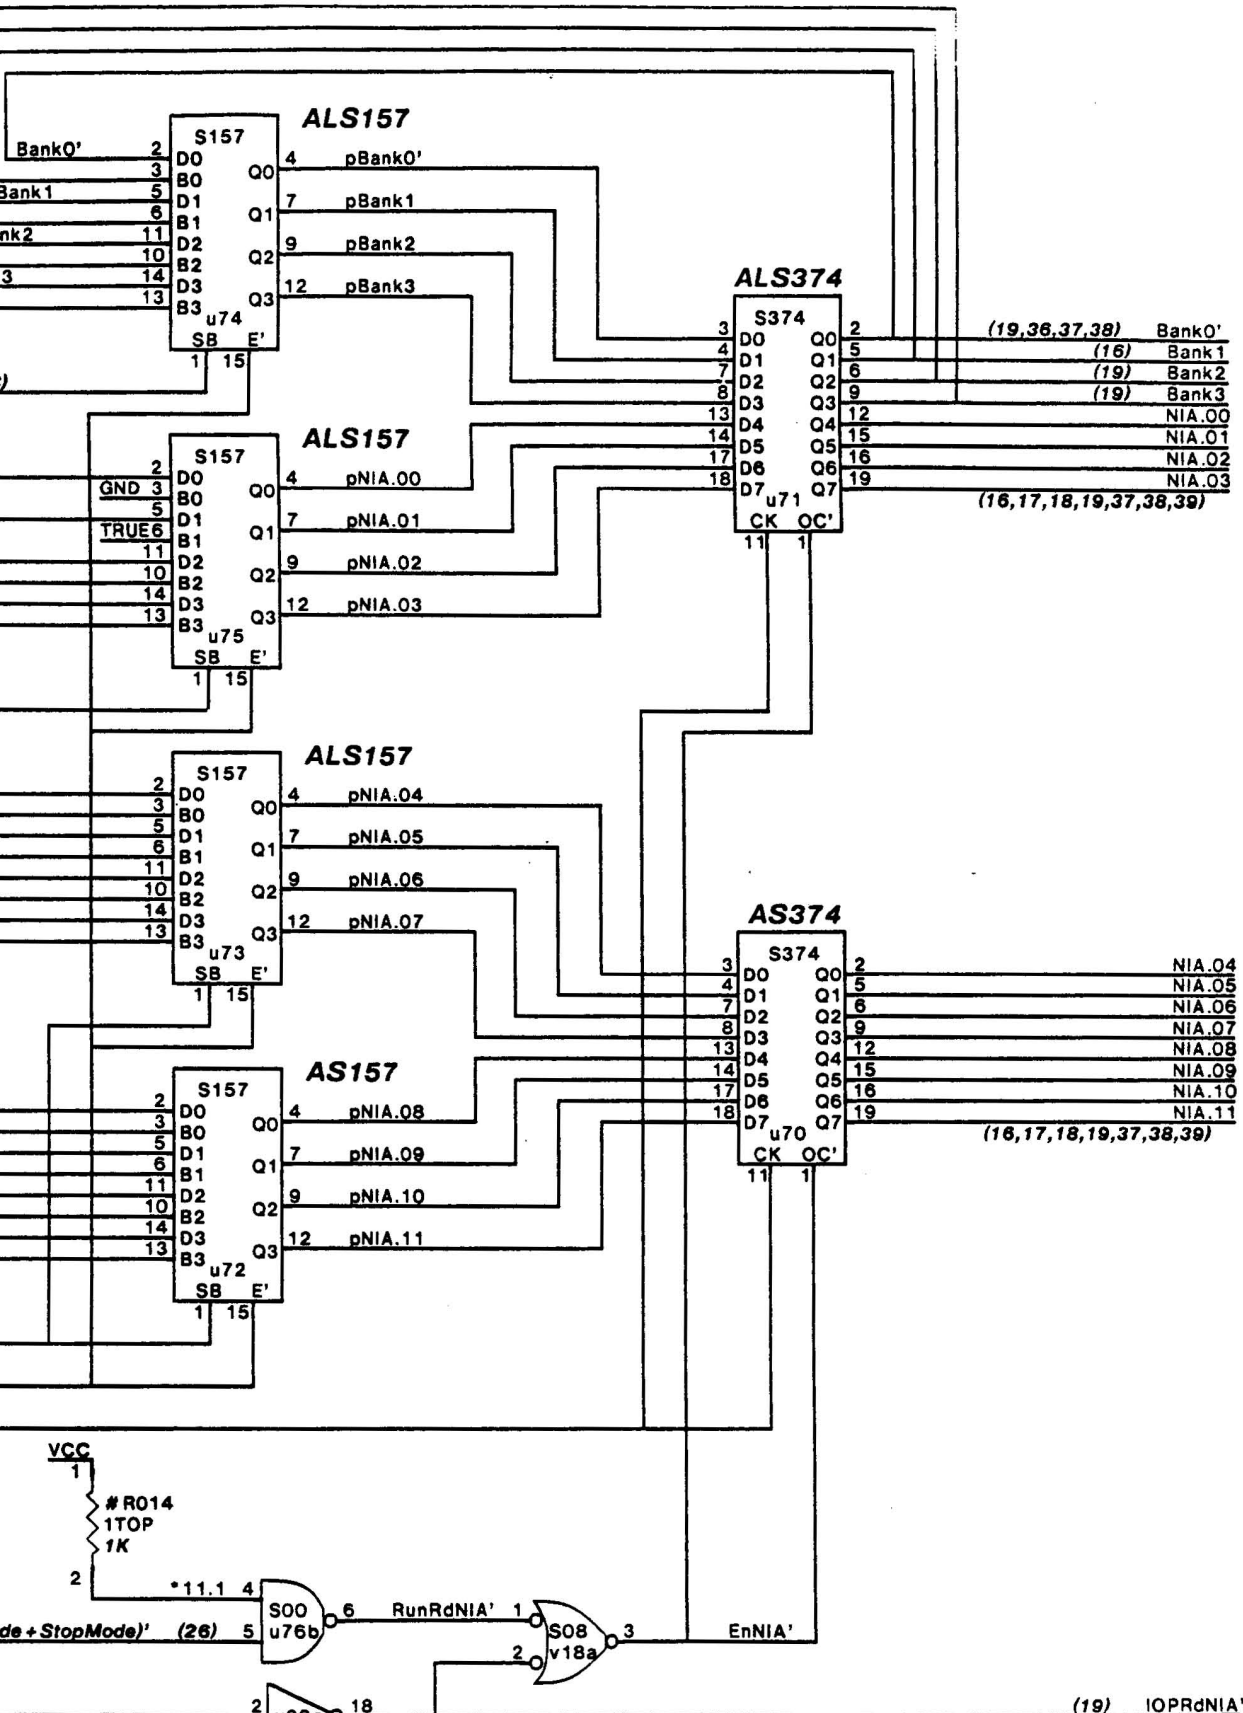 ALS157
S157
Bank0' 2 D0
3 B0
Bank1 5 D1
6 B1
nk2 11 D2
10 B2
3 14 D3
13 B3
Q0 4 pBank0'
Q1 7 pBank1
Q2 9 pBank2
Q3 12 pBank3
u74
SB E'
1 15
ALS374
S374
3 D0 Q0 2 (19,36,37,38) Bank0'
4 D1 Q1 5 (16) Bank1
7 D2 Q2 6 (19) Bank2
8 D3 Q3 9 (19) Bank3
13 D4 Q4 12 NIA.00
14 D5 Q5 15 NIA.01
17 D6 Q6 16 NIA.02
18 D7 Q7 19 NIA.03
u71 (16,17,18,19,37,38,39)
CK OC'
11 1
ALS157
S157
2 D0
GND 3 B0
5 D1
TRUE 6 B1
11 D2
10 B2
14 D3
13 B3
Q0 4 pNIA.00
Q1 7 pNIA.01
Q2 9 pNIA.02
Q3 12 pNIA.03
u75
SB E'
1 15
ALS157
S157
2 D0
3 B0
5 D1
6 B1
11 D2
10 B2
14 D3
13 B3
Q0 4 pNIA.04
Q1 7 pNIA.05
Q2 9 pNIA.06
Q3 12 pNIA.07
u73
SB E'
1 15
AS374
S374
3 D0 Q0 2 NIA.04
4 D1 Q1 5 NIA.05
7 D2 Q2 6 NIA.06
8 D3 Q3 9 NIA.07
13 D4 Q4 12 NIA.08
14 D5 Q5 15 NIA.09
17 D6 Q6 16 NIA.10
18 D7 Q7 19 NIA.11
u70 (16,17,18,19,37,38,39)
CK OC'
11 1
AS157
S157
2 D0
3 B0
5 D1
6 B1
11 D2
10 B2
14 D3
13 B3
Q0 4 pNIA.08
Q1 7 pNIA.09
Q2 9 pNIA.10
Q3 12 pNIA.11
u72
SB E'
1 15
VCC
1
#R014
1TOP
1K
2
*11.1 4
S00 6 RunRdNIA' 1
de+StopMode)' (26) 5 u76b
S08 3 EnNIA'
2 v18a
2 18
(19) IOPRdNIA'